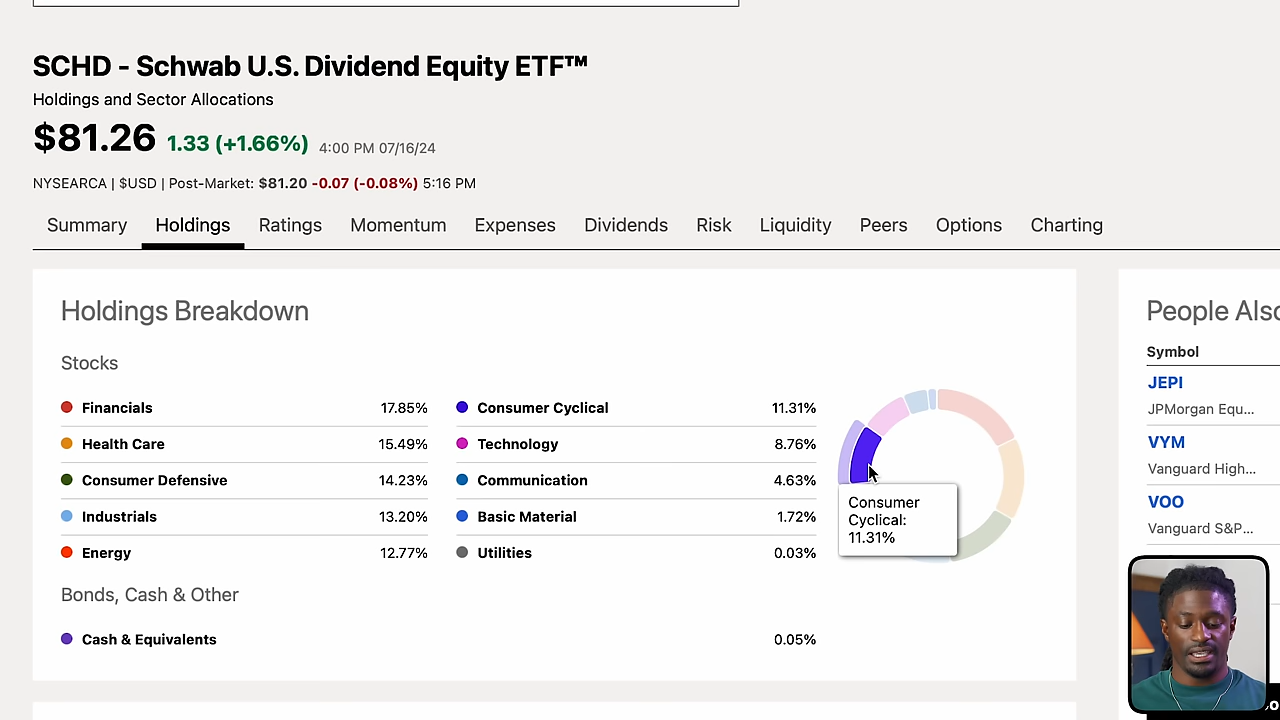 SCHD - Schwab U.S. Dividend Equity ETF™
Holdings and Sector Allocations
$81.26 1.33 (+1.66%) 4:00 PM 07/16/24
NYSEARCA | $USD | Post-Market: $81.20 -0.07 (-0.08%) 5:16 PM
Summary Holdings Ratings Momentum Expenses Dividends Risk Liquidity Peers Options Charting
Holdings Breakdown
Stocks
Financials 17.85%
Health Care 15.49%
Consumer Defensive 14.23%
Industrials 13.20%
Energy 12.77%
Consumer Cyclical 11.31%
Technology 8.76%
Communication 4.63%
Basic Material 1.72%
Utilities 0.03%
Consumer
Cyclical:
11.31%
Bonds, Cash & Other
Cash & Equivalents 0.05%
People Also
Symbol
JEPI
JPMorgan Equ...
VYM
Vanguard High...
VOO
Vanguard S&P...